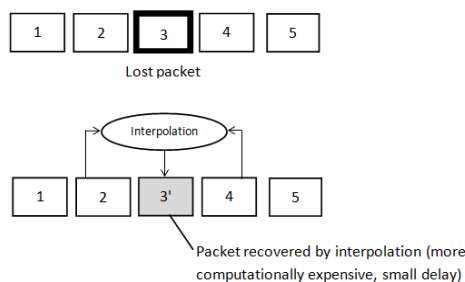 1 2 3 4 5
Lost packet
Interpolation
1 2 3' 4 5
Packet recovered by interpolation (more
computationally expensive, small delay)